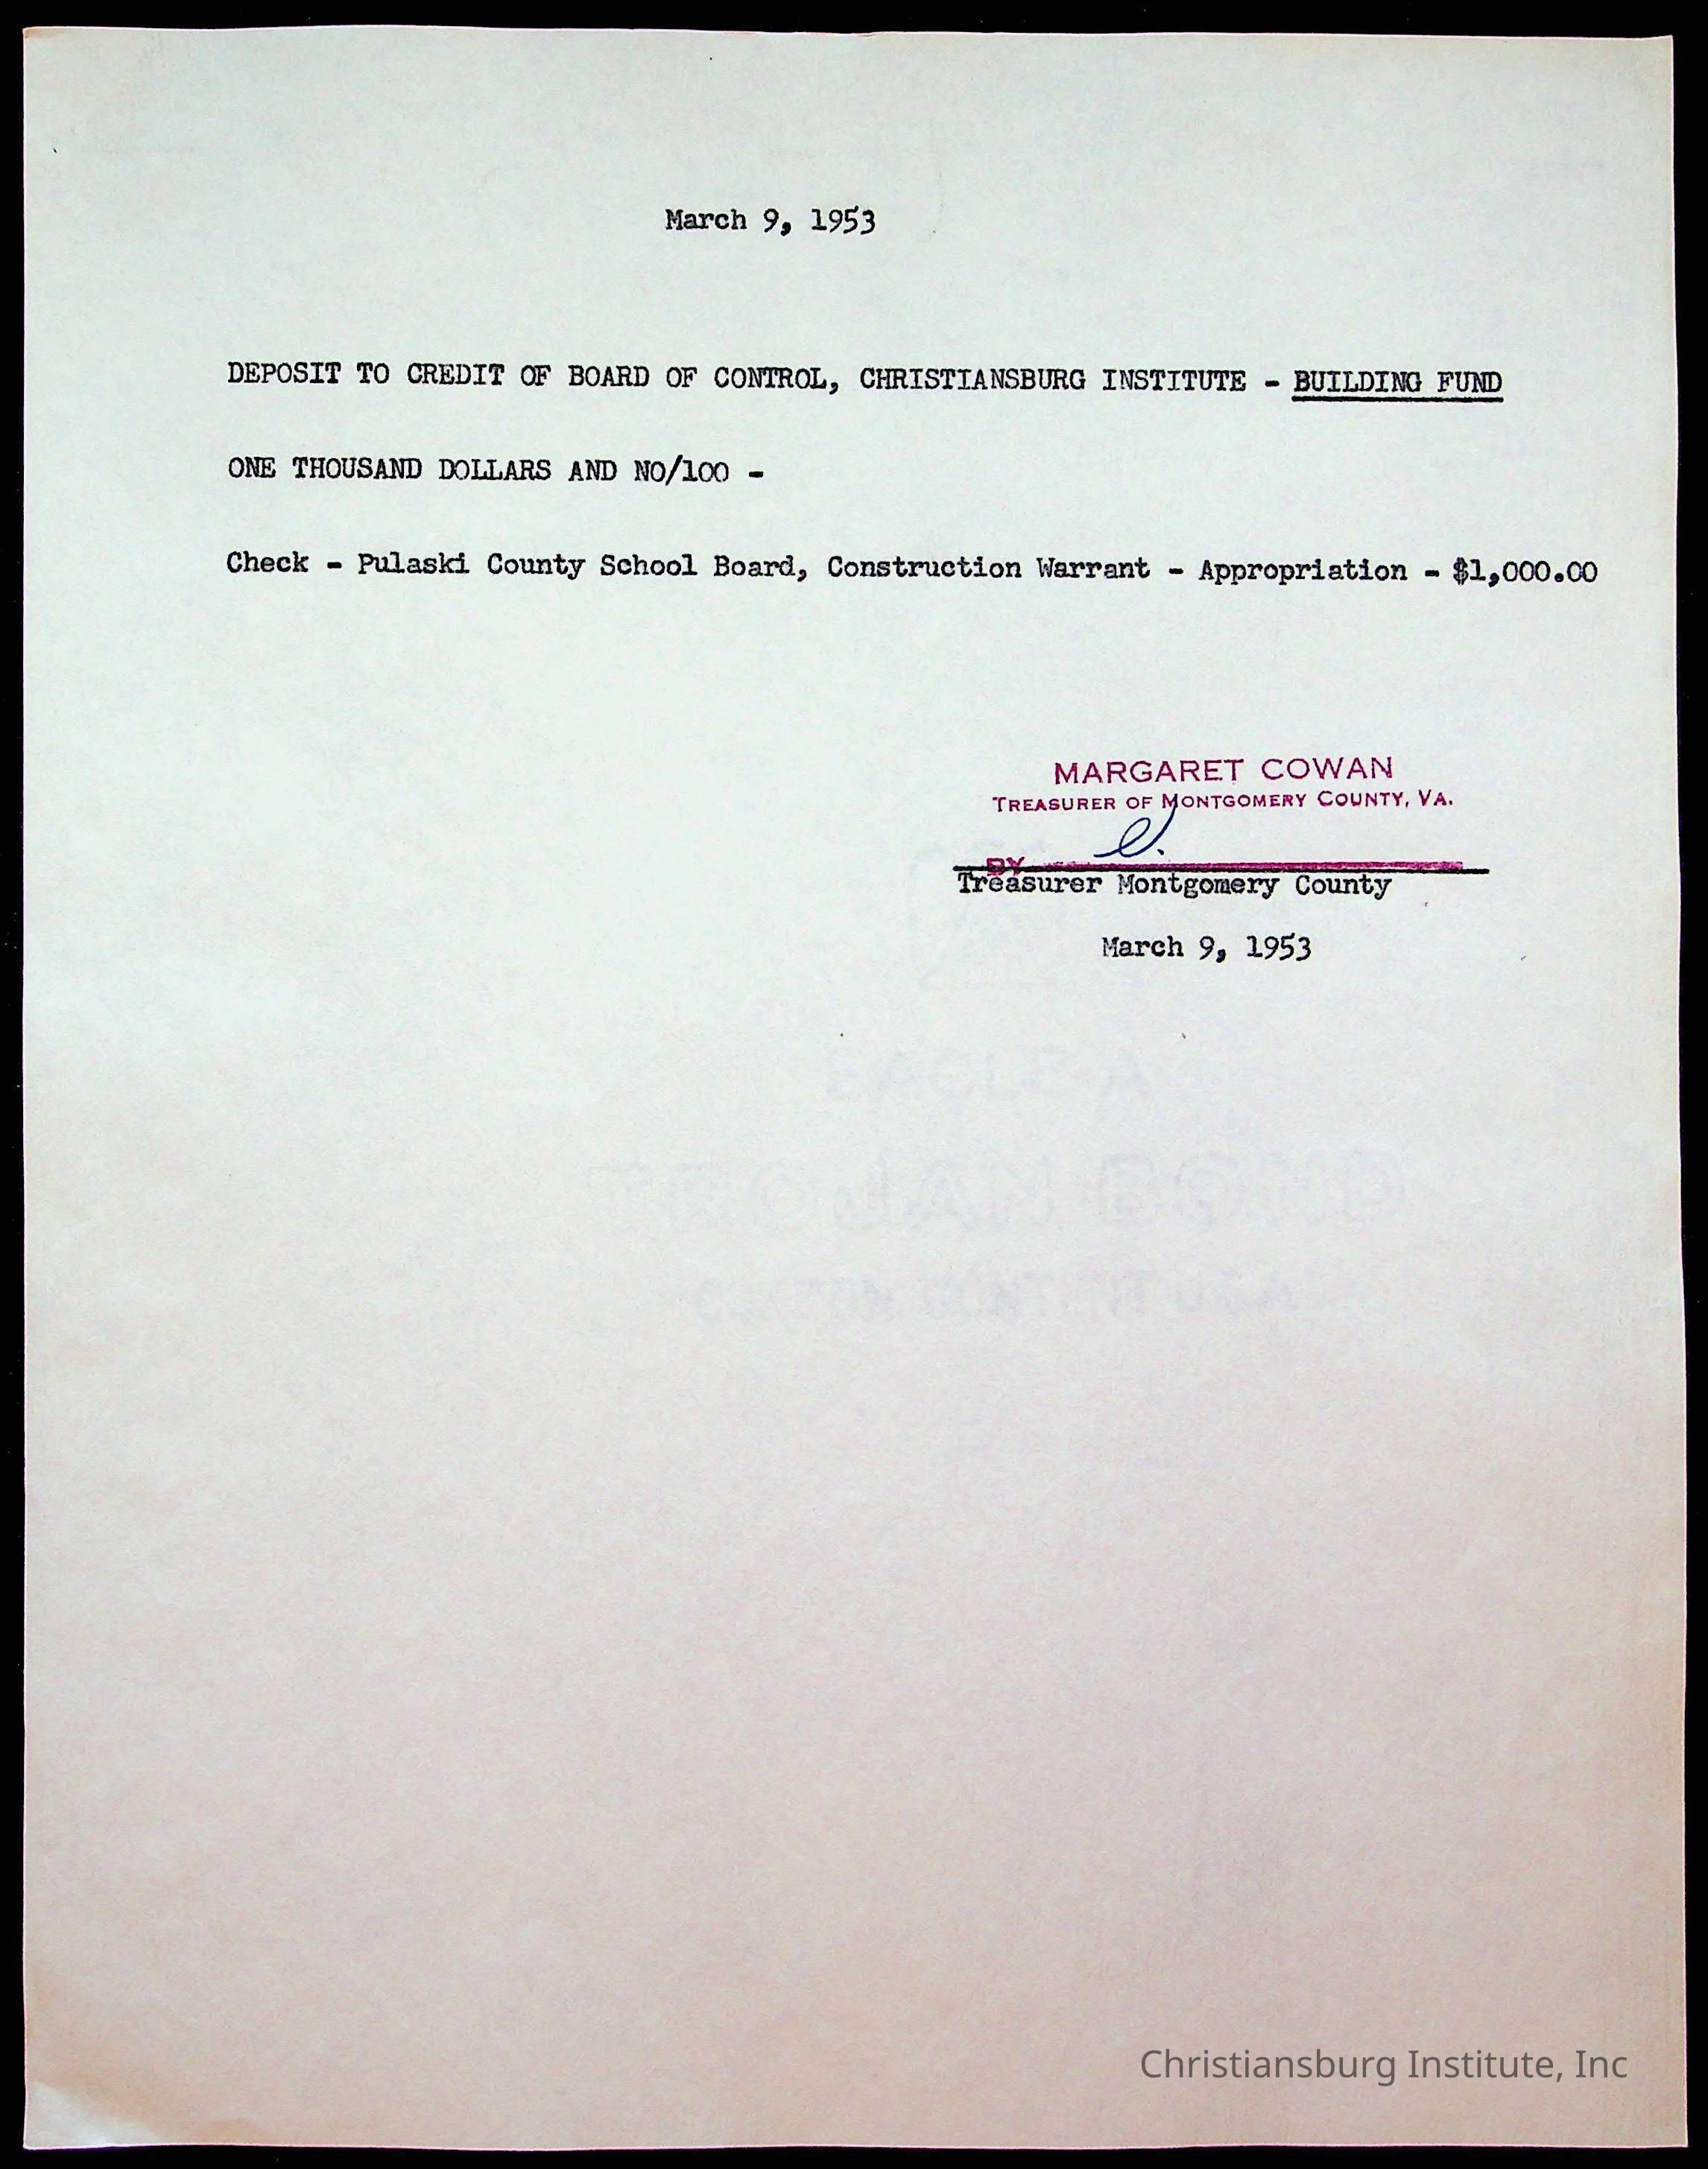 March 9, 1953
DEPOSIT TO CREDIT OF BOARD OF CONTROL, CHRISTIANSBURG INSTITUTE - BUILDING FUND
ONE THOUSAND DOLLARS AND NO/100 -
Check - Pulaski County School Board, Construction Warrant - Appropriation - $1,000.00
MARGARET COWAN
TREASURER OF MONTGOMERY COUNTY, VA.
BY
Treasurer Montgomery County
March 9, 1953
Christiansburg Institute, Inc